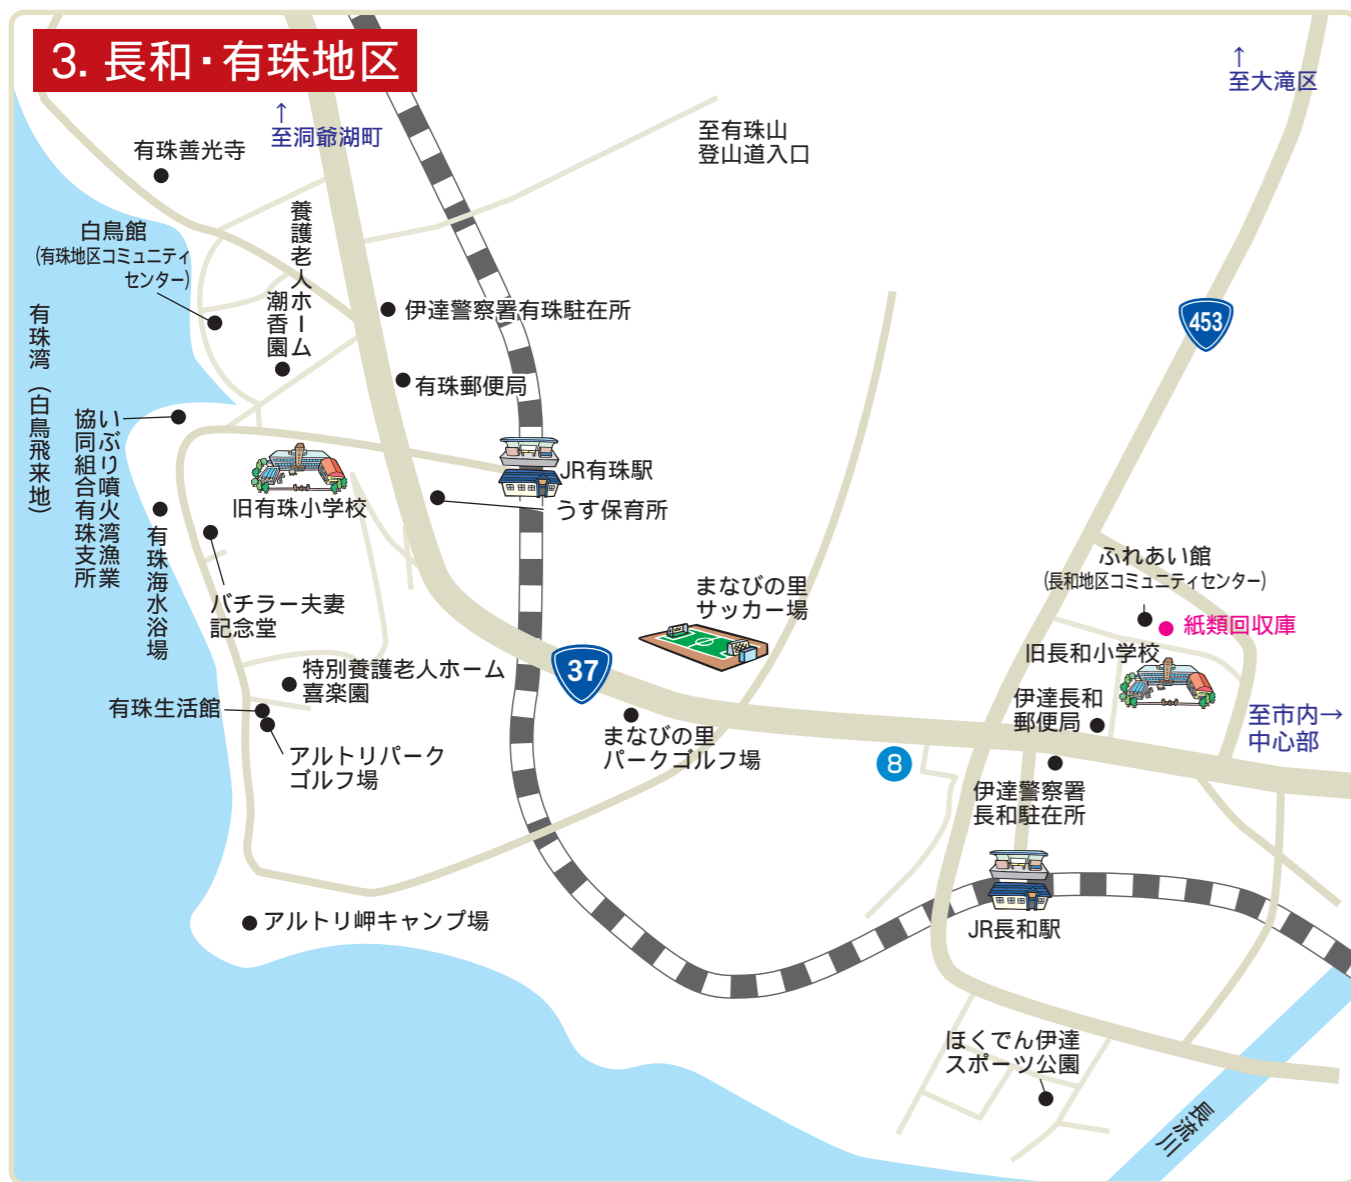 3. 長和・有珠地区
↑
至洞爺湖町
↑
至大滝区
至有珠山
登山道入口
有珠善光寺
白鳥館
(有珠地区コミュニティ
センター)
養護老人ホーム
潮香園
伊達警察署有珠駐在所
有珠郵便局
有珠湾（白鳥飛来地）
いぶり噴火湾漁業
協同組合有珠支所
453
JR有珠駅
うす保育所
旧有珠小学校
有珠海水浴場
バチラー夫妻
記念堂
まなびの里
サッカー場
ふれあい館
(長和地区コミュニティセンター)
紙類回収庫
旧長和小学校
特別養護老人ホーム
喜楽園
37
有珠生活館
アルトリパーク
ゴルフ場
まなびの里
パークゴルフ場
8
伊達長和
郵便局
至市内→
中心部
伊達警察署
長和駐在所
アルトリ岬キャンプ場
JR長和駅
ほくでん伊達
スポーツ公園
長流川